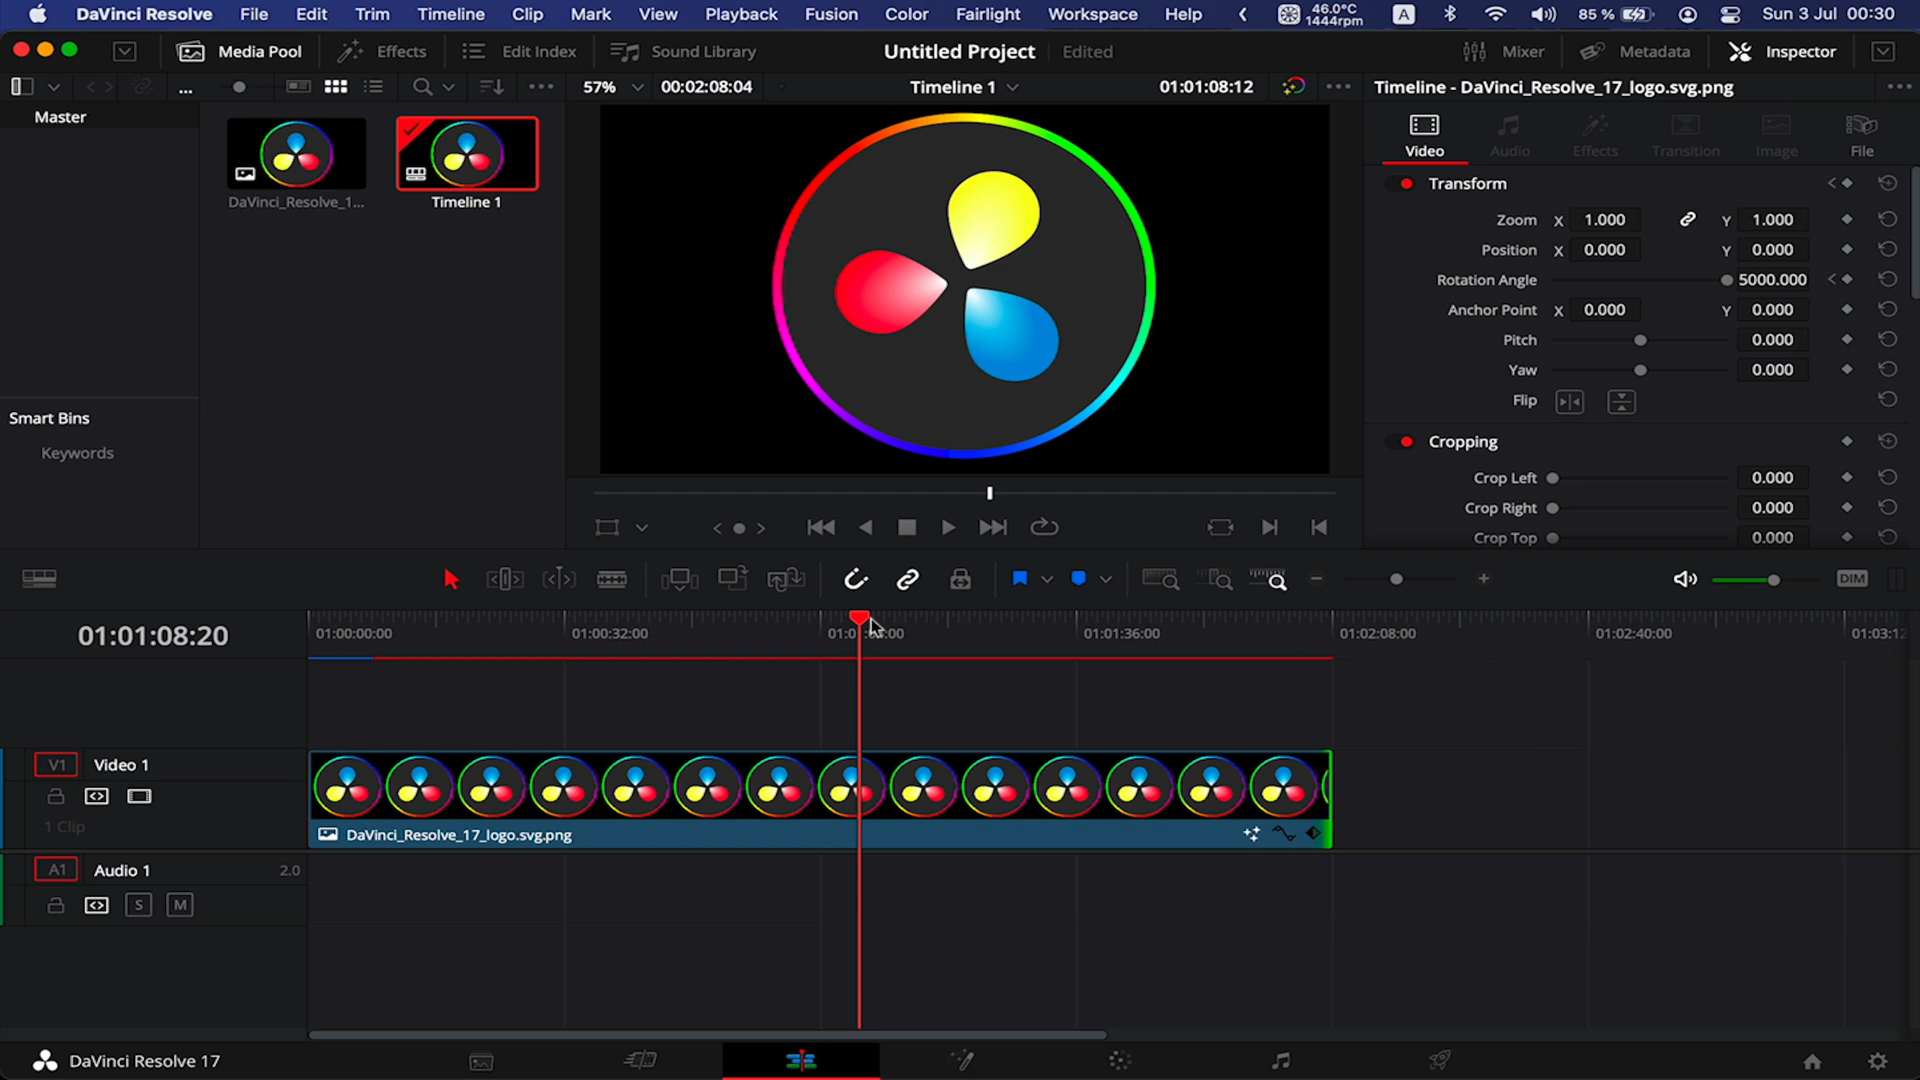 DaVinci Resolve File Edit Trim Timeline Clip Mark View Playback Fusion Color Fairlight Workspace Help 46.0°C 1444rpm A 85 % Sun 3 Jul 00:30
Media Pool Effects Edit Index Sound Library Untitled Project Edited Mixer Metadata Inspector
... 57% 00:02:08:04 Timeline 1 01:01:08:12 Timeline - DaVinci_Resolve_17_logo.svg.png
Master
DaVinci_Resolve_1...
Timeline 1
Smart Bins
Keywords
Video Audio Effects Transition Image File
Transform
Zoom X 1.000 Y 1.000
Position X 0.000 Y 0.000
Rotation Angle 5000.000
Anchor Point X 0.000 Y 0.000
Pitch 0.000
Yaw 0.000
Flip
Cropping
Crop Left 0.000
Crop Right 0.000
Crop Top 0.000
DIM
01:01:08:20
01:00:00:00 01:00:32:00 01:01:36:00 01:02:08:00 01:02:40:00 01:03:12
V1 Video 1
1 Clip
DaVinci_Resolve_17_logo.svg.png
A1 Audio 1 2.0
S M
DaVinci Resolve 17